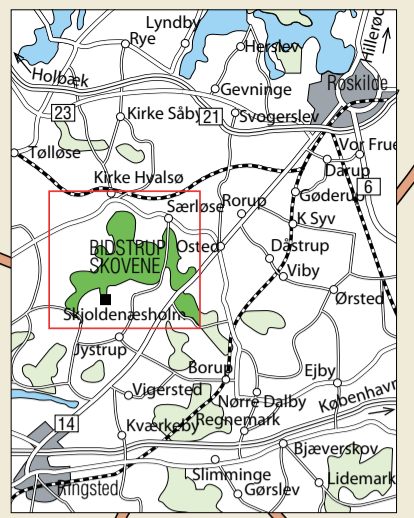 Lyndby
Rye
Herslev
Hillerød
Holbæk
Gevninge
Roskilde
23
Kirke Såby
21
Svogerslev
Tølløse
Vor Frue
Darup
Kirke Hvalsø
6
Gøderup
Særløse
Rorup
K Syv
BIDSTRUP
SKOVENE
Osted
Dåstrup
Viby
Ørsted
Skjoldenæsholm
Jystrup
Borup
Ejby
Vigersted
København
Nørre Dalby
14
Regnemark
Kværkeby
Bjæverskov
Slimminge
Lidemark
Ringsted
Gørslev